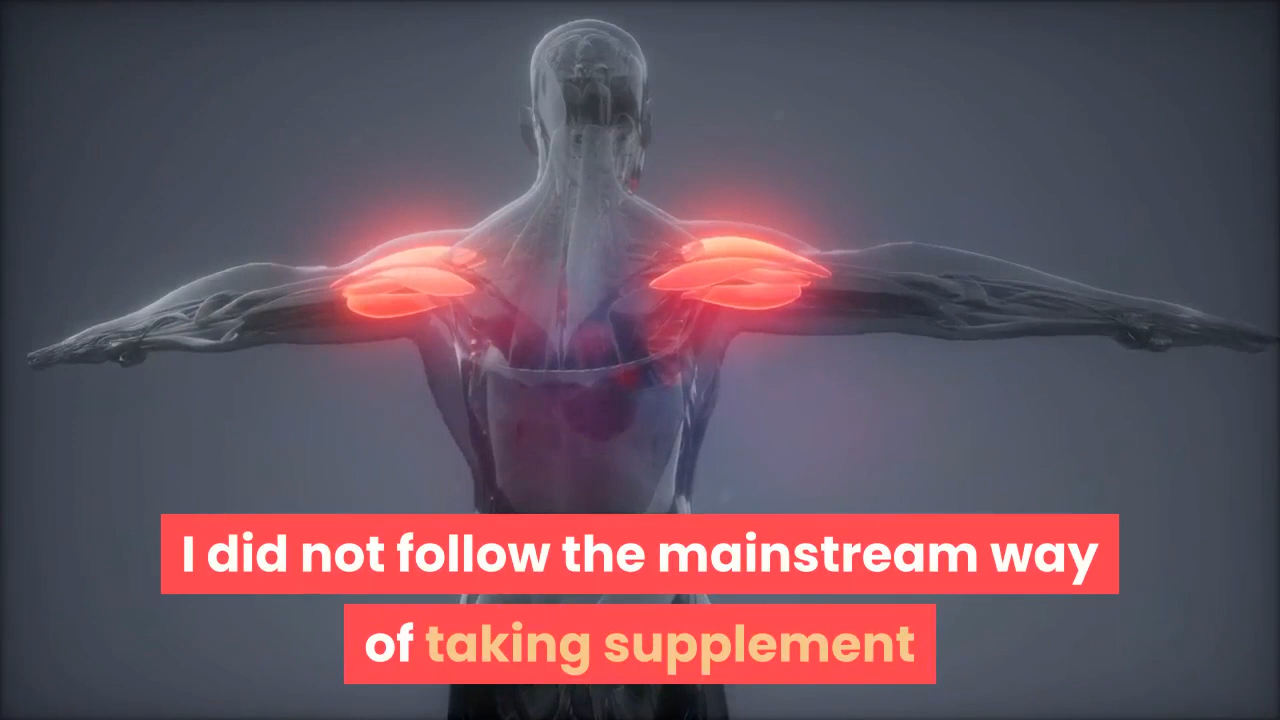 I did not follow the mainstream way
of taking supplement